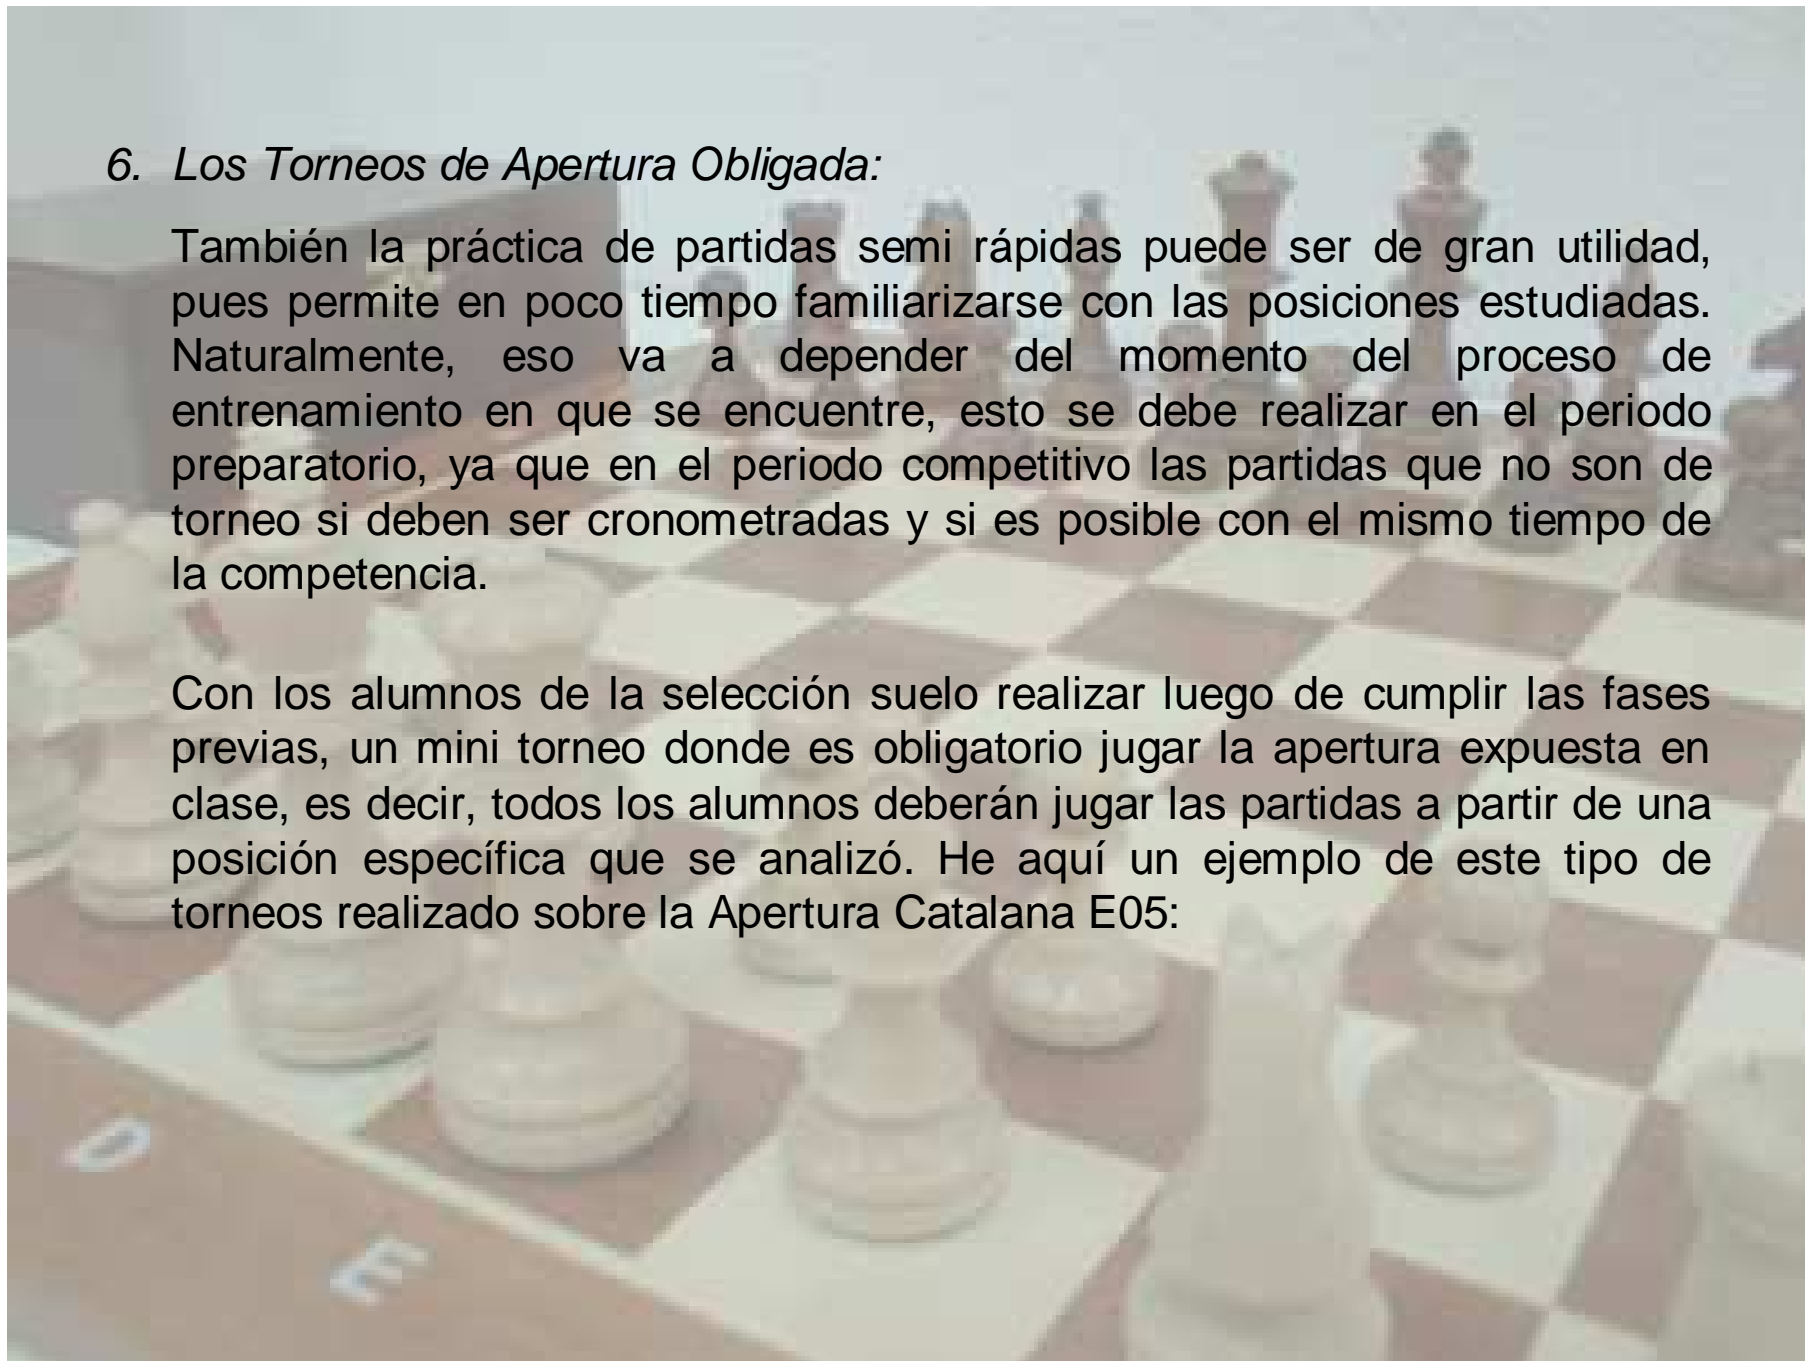 6. Los Torneos de Apertura Obligada:
También la práctica de partidas semi rápidas puede ser de gran utilidad,
pues permite en poco tiempo familiarizarse con las posiciones estudiadas.
Naturalmente, eso va a depender del momento del proceso de
entrenamiento en que se encuentre, esto se debe realizar en el periodo
preparatorio, ya que en el periodo competitivo las partidas que no son de
torneo si deben ser cronometradas y si es posible con el mismo tiempo de
la competencia.
Con los alumnos de la selección suelo realizar luego de cumplir las fases
previas, un mini torneo donde es obligatorio jugar la apertura expuesta en
clase, es decir, todos los alumnos deberán jugar las partidas a partir de una
posición específica que se analizó. He aquí un ejemplo de este tipo de
torneos realizado sobre la Apertura Catalana E05:
D
E